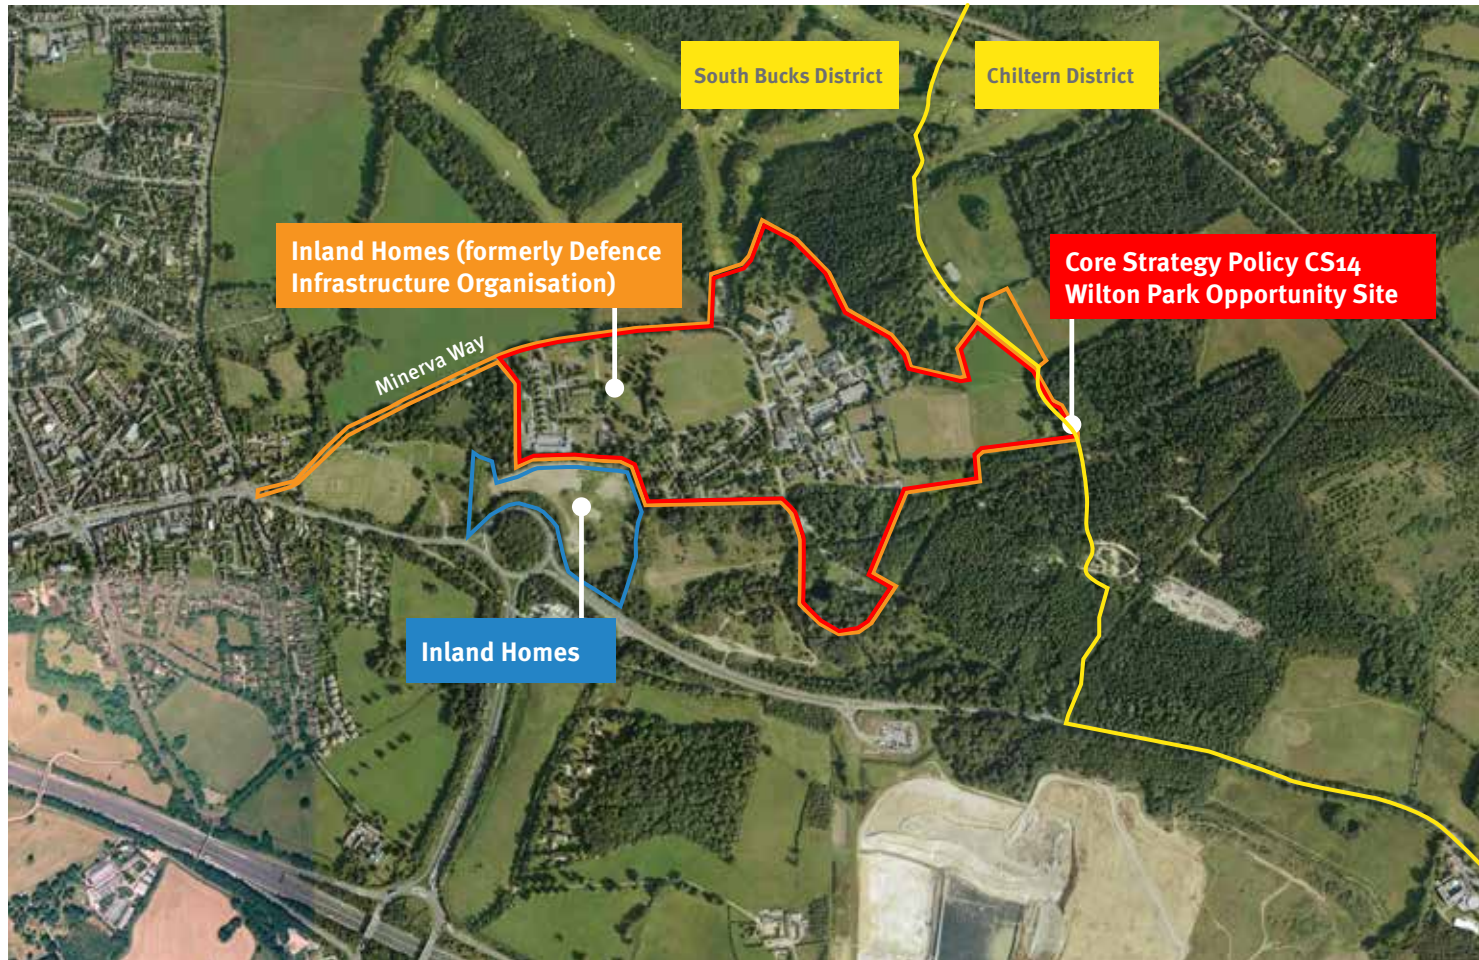 South Bucks District
Chiltern District
Inland Homes (formerly Defence
Infrastructure Organisation)
Core Strategy Policy CS14
Wilton Park Opportunity Site
Minerva Way
Inland Homes